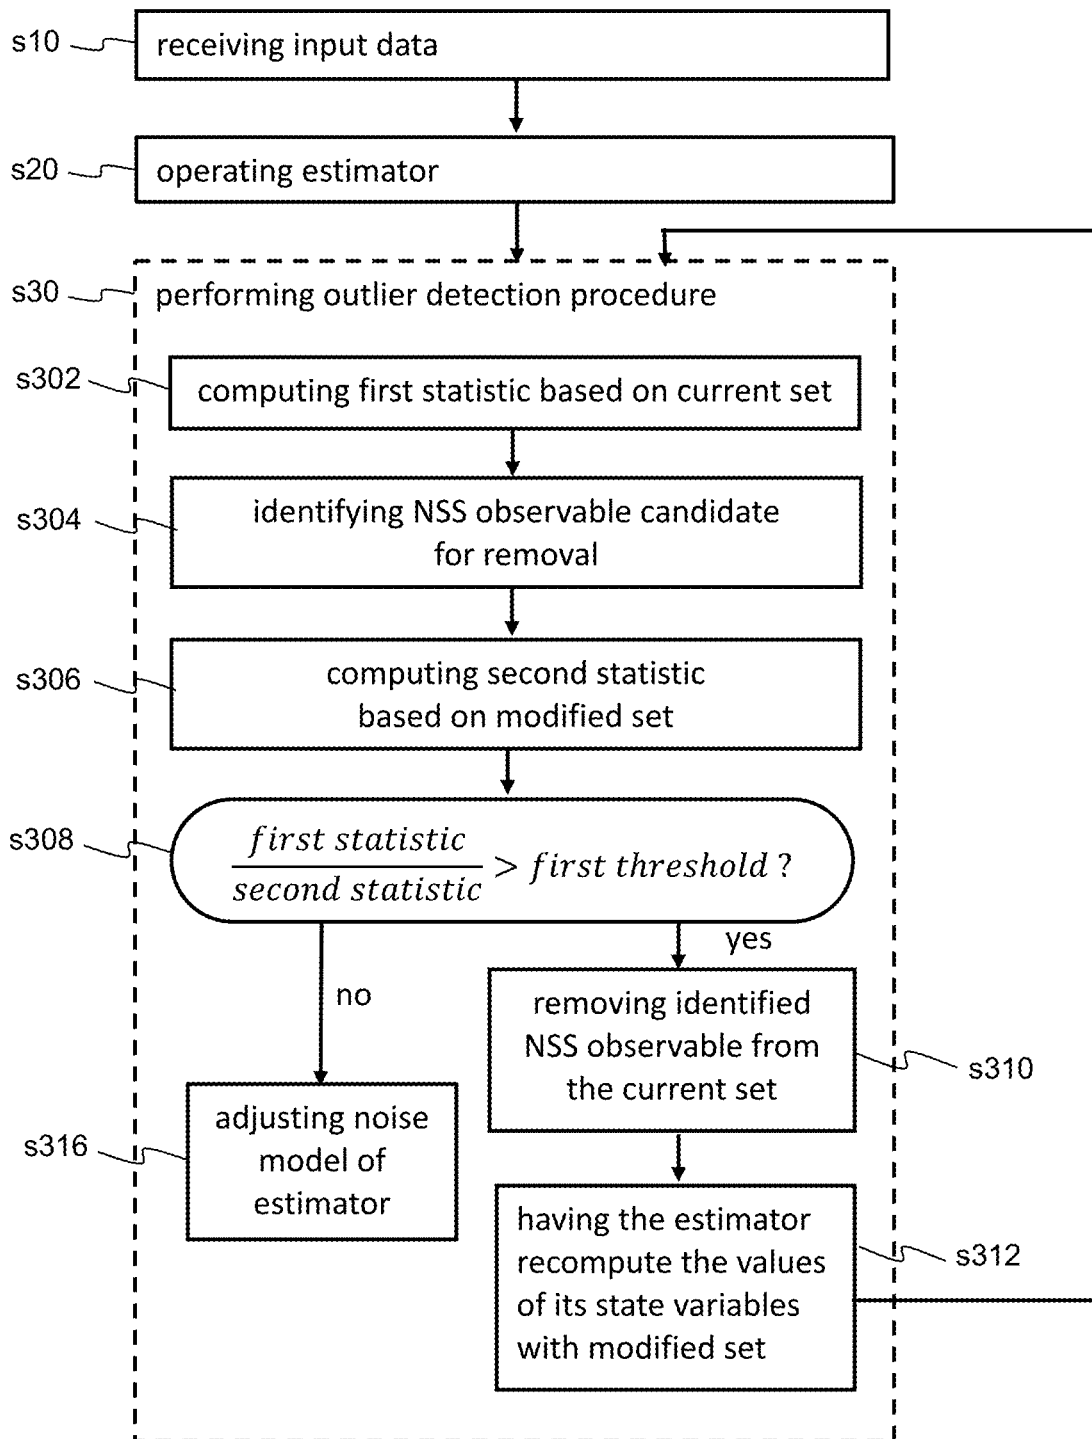 s10
receiving input data
s20
operating estimator
s30
performing outlier detection procedure
s302
computing first statistic based on current set
s304
identifying NSS observable candidate
for removal
s306
computing second statistic
based on modified set
s308
first statistic
second statistic
> first threshold ?
yes
no
removing identified
NSS observable from
the current set
s310
s316
adjusting noise
model of
estimator
having the estimator
recompute the values
of its state variables
with modified set
s312